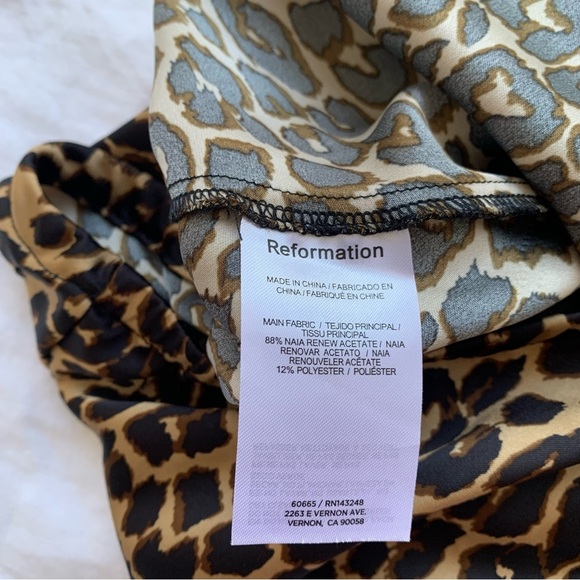 Reformation
MADE IN CHINA / FABRICADO EN
CHINA / FABRIQUÉ EN CHINE
MAIN FABRIC / TEJIDO PRINCIPAL /
TISSU PRINCIPAL
88% NAIA RENEW ACETATE / NAIA
RENOVAR ACETATO / NAIA
RENOUVELER ACÉTATE
12% POLYESTER / POLIÉSTER
60665 / RN143248
2263 E VERNON AVE.
VERNON, CA 90058